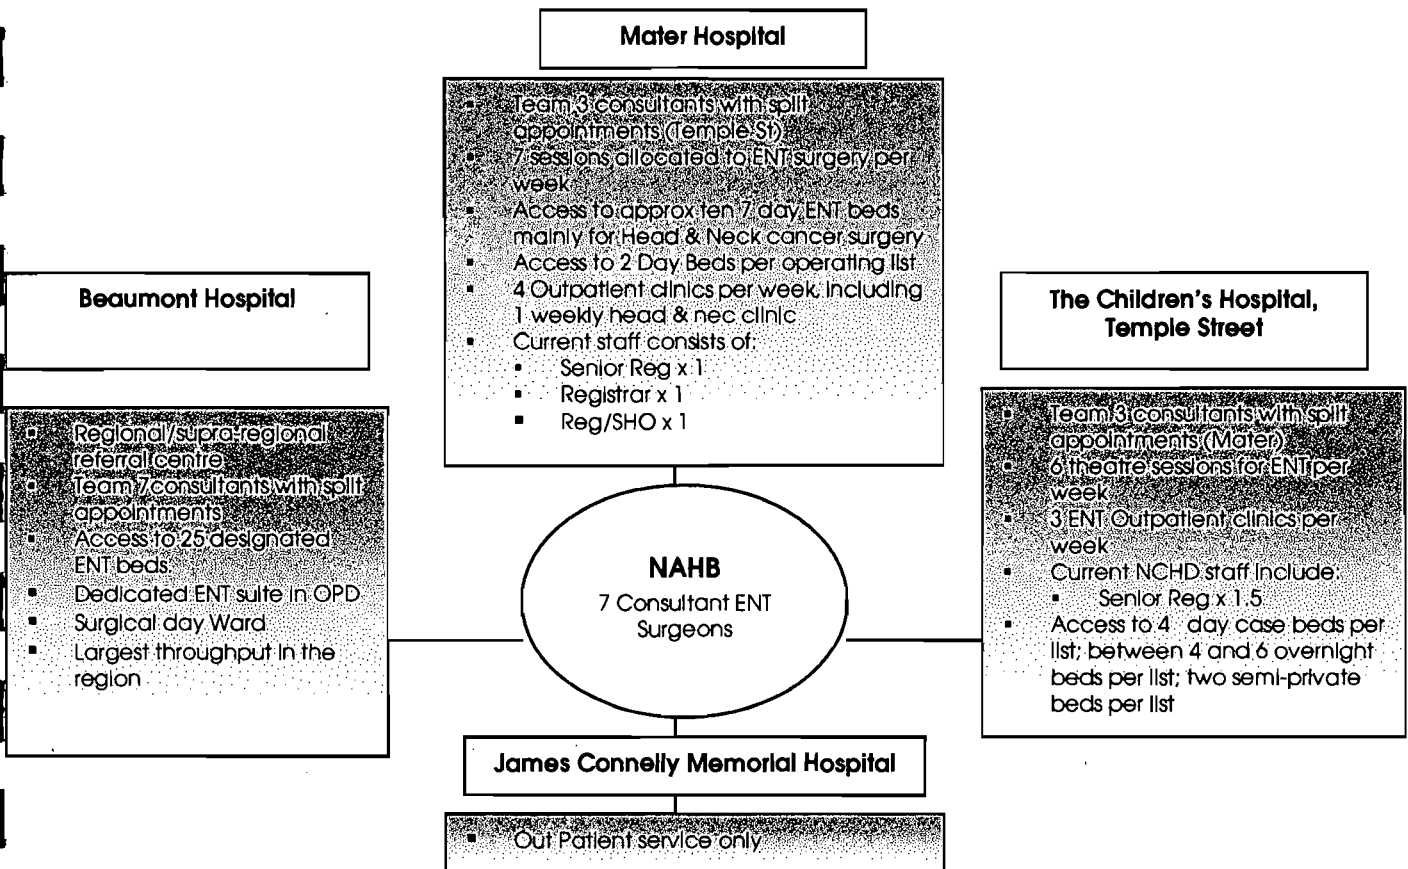 Mater Hospital
▪ Team 3 consultants with split
appointments (Temple St)
▪ 7 sessions allocated to ENT surgery per
week
▪ Access to approx ten 7 day ENT beds
mainly for Head & Neck cancer surgery
▪ Access to 2 Day Beds per operating list
▪ 4 Outpatient clinics per week, including
1 weekly head & nec clinic
▪ Current staff consists of:
▪ Senior Reg x 1
▪ Registrar x 1
▪ Reg/SHO x 1
Beaumont Hospital
▪ Regional/supra-regional
referral centre
▪ Team 7consultants with split
appointments
▪ Access to 25 designated
ENT beds.
▪ Dedicated ENT suite in OPD
▪ Surgical day Ward
▪ Largest throughput in the
region
NAHB
7 Consultant ENT
Surgeons
The Children's Hospital,
Temple Street
▪ Team 3 consultants with split
appointments (Mater)
▪ 6 theatre sessions for ENT per
week
▪ 3 ENT Outpatient clinics per
week
▪ Current NCHD staff include:
▪ Senior Reg x 1.5
▪ Access to 4 day case beds per
list; between 4 and 6 overnight
beds per list; two semi-private
beds per list
James Connelly Memorial Hospital
▪ Out Patient service only